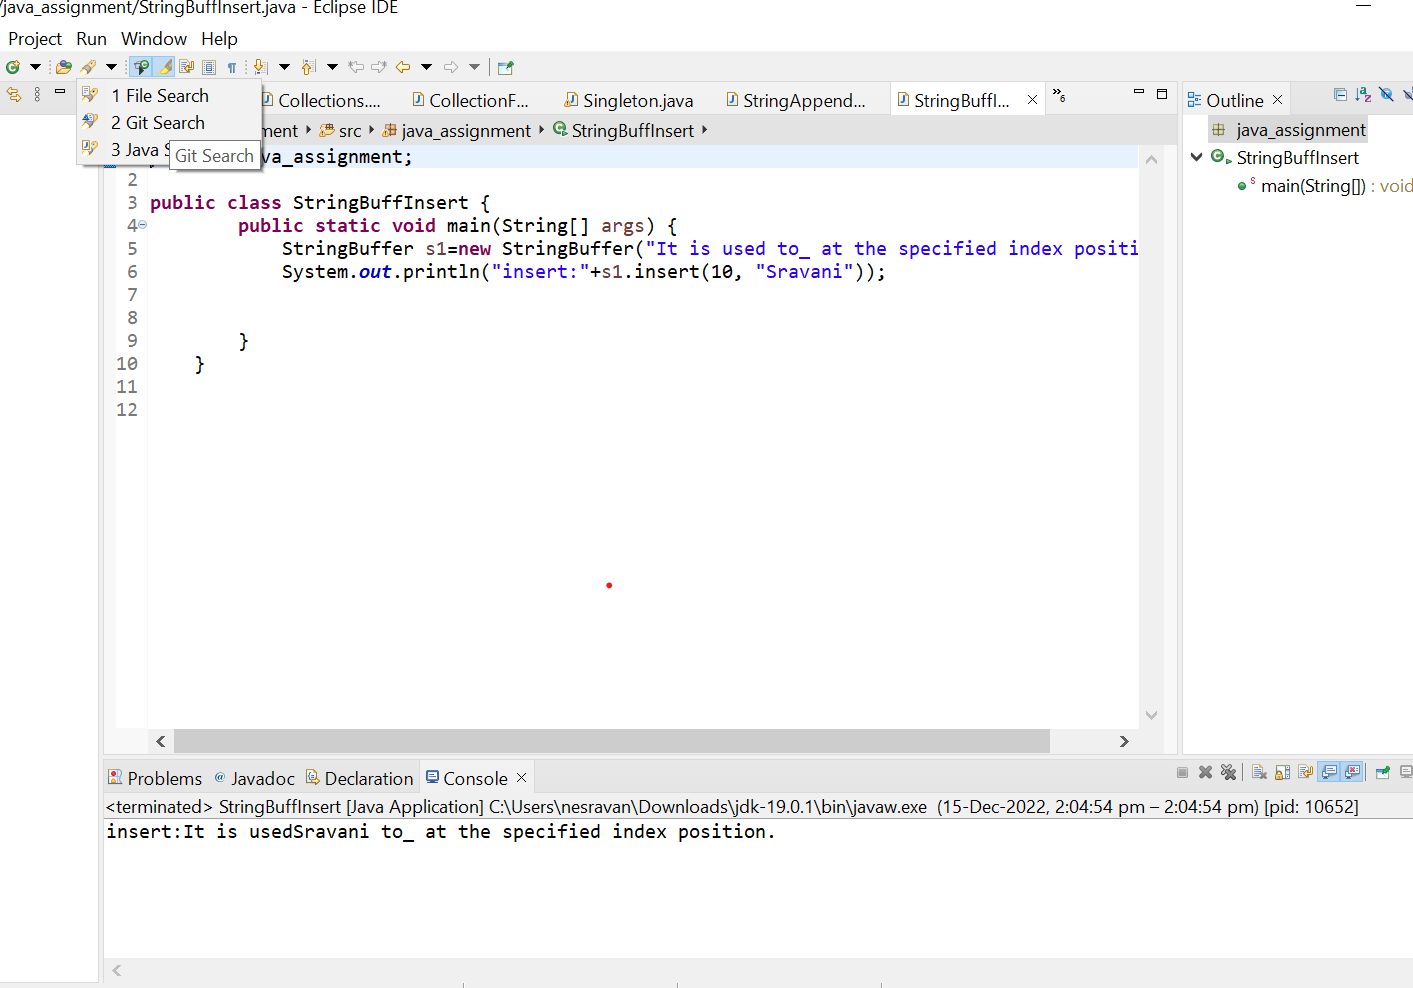 /java_assignment/StringBuffInsert.java - Eclipse IDE
Project Run Window Help
1 File Search
2 Git Search
3 Java S
Git Search
Collections....
CollectionF...
Singleton.java
StringAppend...
StringBuffI...
»6
Outline
ment
src
java_assignment
StringBuffInsert
va_assignment;
2
3 public class StringBuffInsert {
4 public static void main(String[] args) {
5 StringBuffer s1=new StringBuffer("It is used to_ at the specified index positi
6 System.out.println("insert:"+s1.insert(10, "Sravani"));
7
8
9 }
10 }
11
12
java_assignment
StringBuffInsert
main(String[]) : void
Problems @ Javadoc Declaration Console
<terminated> StringBuffInsert [Java Application] C:\Users\nesravan\Downloads\jdk-19.0.1\bin\javaw.exe (15-Dec-2022, 2:04:54 pm – 2:04:54 pm) [pid: 10652]
insert:It is usedSravani to_ at the specified index position.